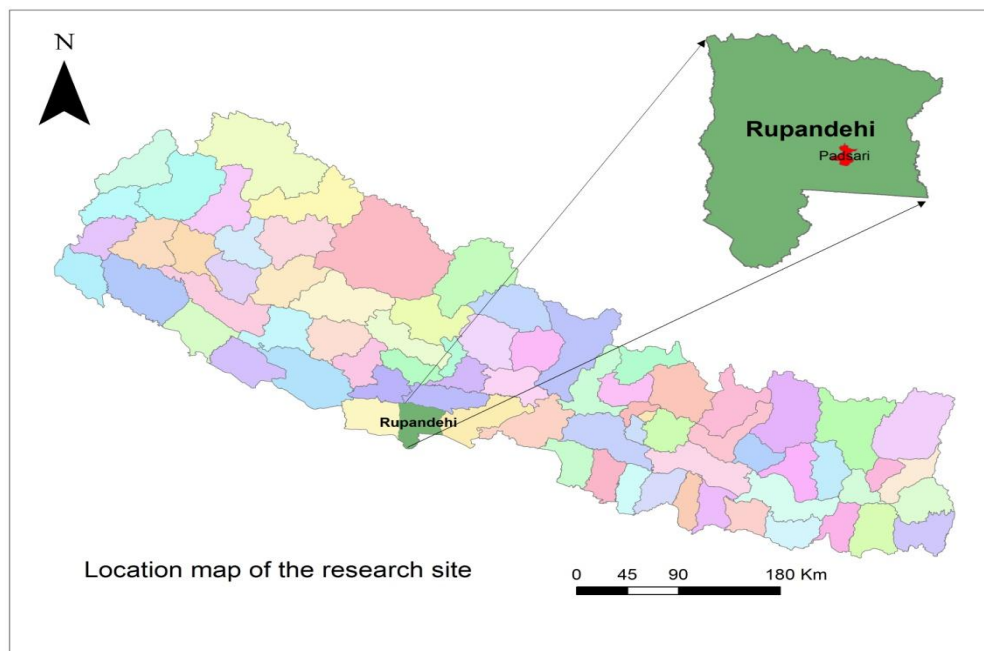 N
Rupandehi
Padsari
Rupandehi
Location map of the research site
0 45 90 180 Km